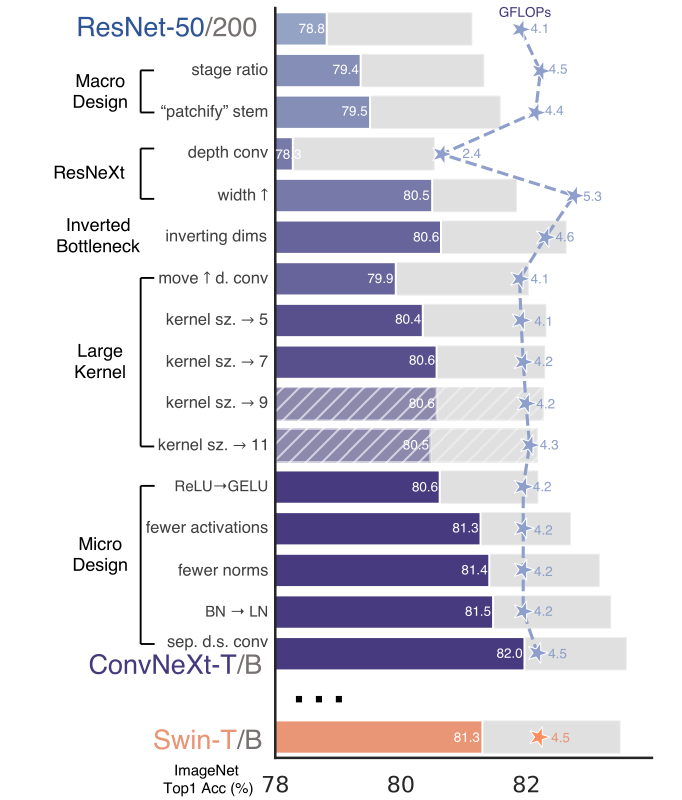 GFLOPs
ResNet-50/200 78.8 4.1
Macro
Design
stage ratio 79.4 4.5
“patchify” stem 79.5 4.4
ResNeXt
depth conv 78.3 2.4
width ↑ 80.5 5.3
Inverted
Bottleneck
inverting dims 80.6 4.6
Large
Kernel
move ↑ d. conv 79.9 4.1
kernel sz. → 5 80.4 4.1
kernel sz. → 7 80.6 4.2
kernel sz. → 9 80.6 4.2
kernel sz. → 11 80.5 4.3
Micro
Design
ReLU→GELU 80.6 4.2
fewer activations 81.3 4.2
fewer norms 81.4 4.2
BN → LN 81.5 4.2
sep. d.s. conv 82.0 4.5
ConvNeXt-T/B
...
Swin-T/B 81.3 4.5
ImageNet
Top1 Acc (%) 78 80 82